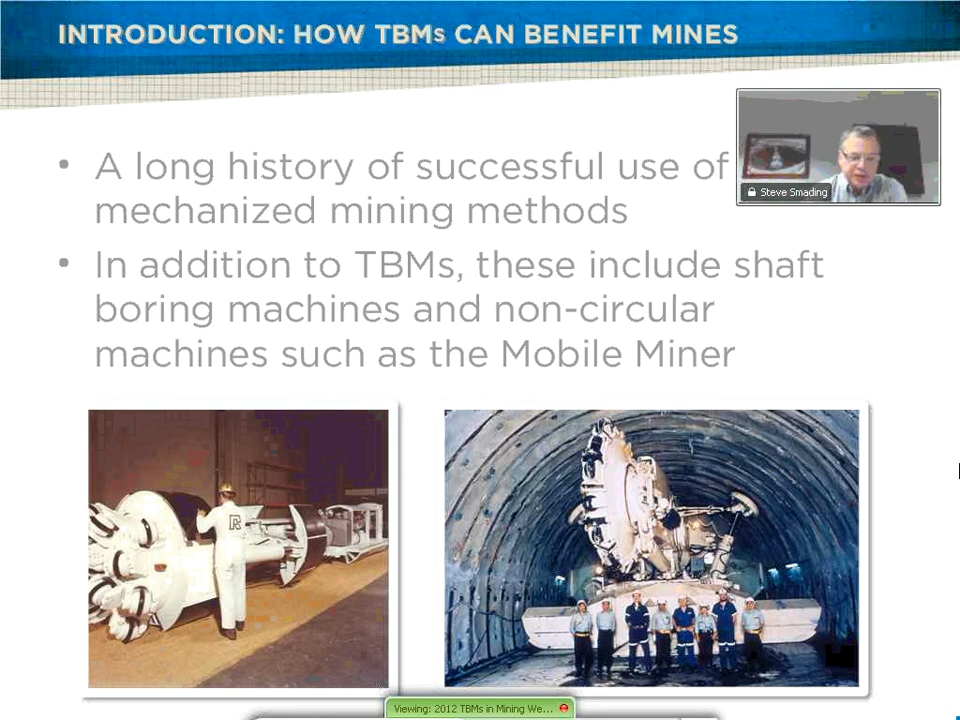 INTRODUCTION: HOW TBMs CAN BENEFIT MINES
• A long history of successful use of
mechanized mining methods
Steve Smading
• In addition to TBMs, these include shaft
boring machines and non-circular
machines such as the Mobile Miner
R
Viewing: 2012 TBMs in Mining We...